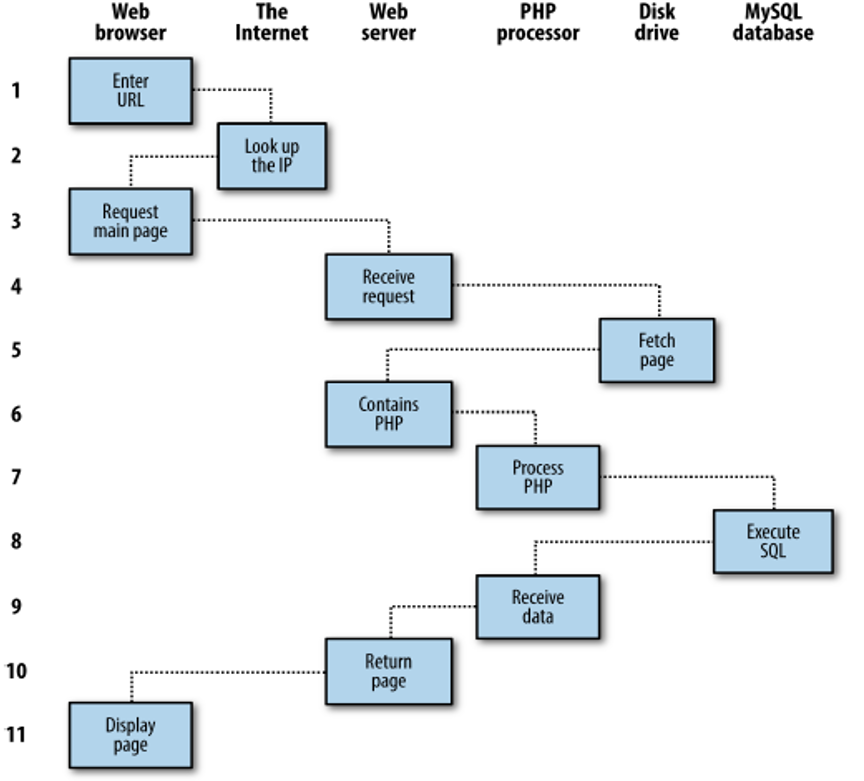 Web The Web PHP Disk MySQL
browser Internet server processor drive database
1 Enter
URL
2 Look up
the IP
3 Request
main page
4 Receive
request
5 Fetch
page
6 Contains
PHP
7 Process
PHP
8 Execute
SQL
9 Receive
data
10 Return
page
11 Display
page